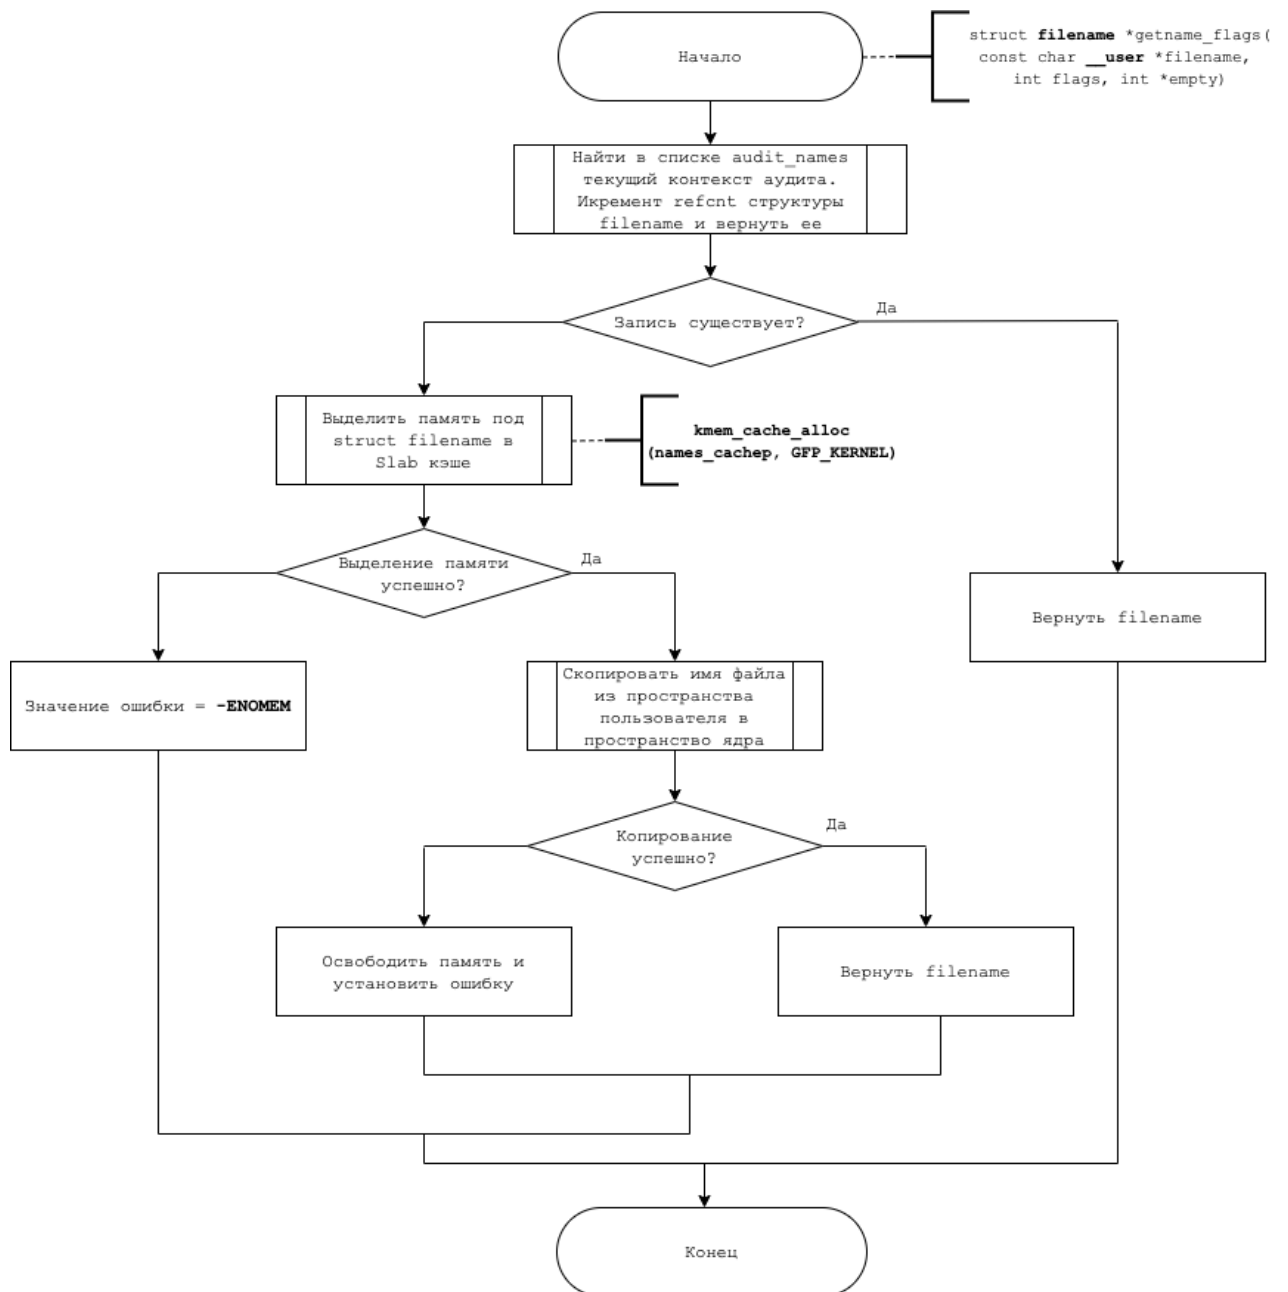 Начало
struct filename *getname_flags(
const char __user *filename,
int flags, int *empty)
Найти в списке audit_names
текущий контекст аудита.
Икремент refcnt структуры
filename и вернуть ее
Запись существует?
Да
Выделить память под
struct filename в
Slab кэше
kmem_cache_alloc
(names_cachep, GFP_KERNEL)
Выделение памяти
успешно?
Да
Вернуть filename
Значение ошибки = -ENOMEM
Скопировать имя файла
из пространства
пользователя в
пространство ядра
Копирование
успешно?
Да
Освободить память и
установить ошибку
Вернуть filename
Конец